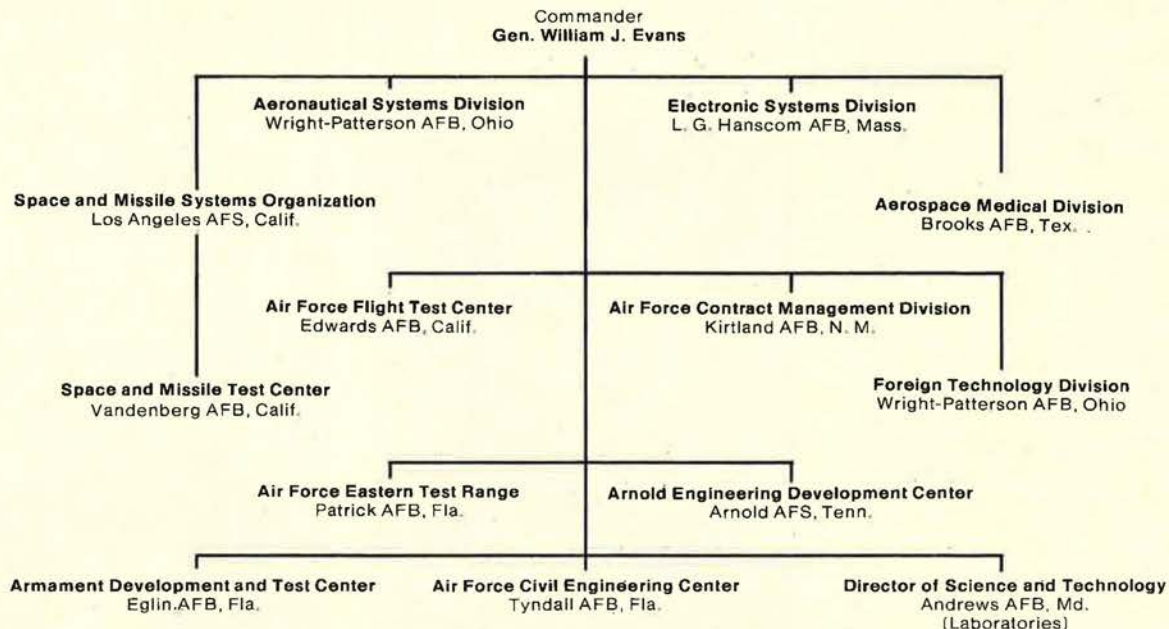 Commander
Gen. William J. Evans
Aeronautical Systems Division
Wright-Patterson AFB, Ohio
Electronic Systems Division
L. G. Hanscom AFB, Mass.
Space and Missile Systems Organization
Los Angeles AFS, Calif.
Aerospace Medical Division
Brooks AFB, Tex.
Air Force Flight Test Center
Edwards AFB, Calif.
Air Force Contract Management Division
Kirtland AFB, N. M.
Space and Missile Test Center
Vandenberg AFB, Calif.
Foreign Technology Division
Wright-Patterson AFB, Ohio
Air Force Eastern Test Range
Patrick AFB, Fla.
Arnold Engineering Development Center
Arnold AFS, Tenn.
Armament Development and Test Center
Eglin AFB, Fla.
Air Force Civil Engineering Center
Tyndall AFB, Fla.
Director of Science and Technology
Andrews AFB, Md.
(Laboratories)